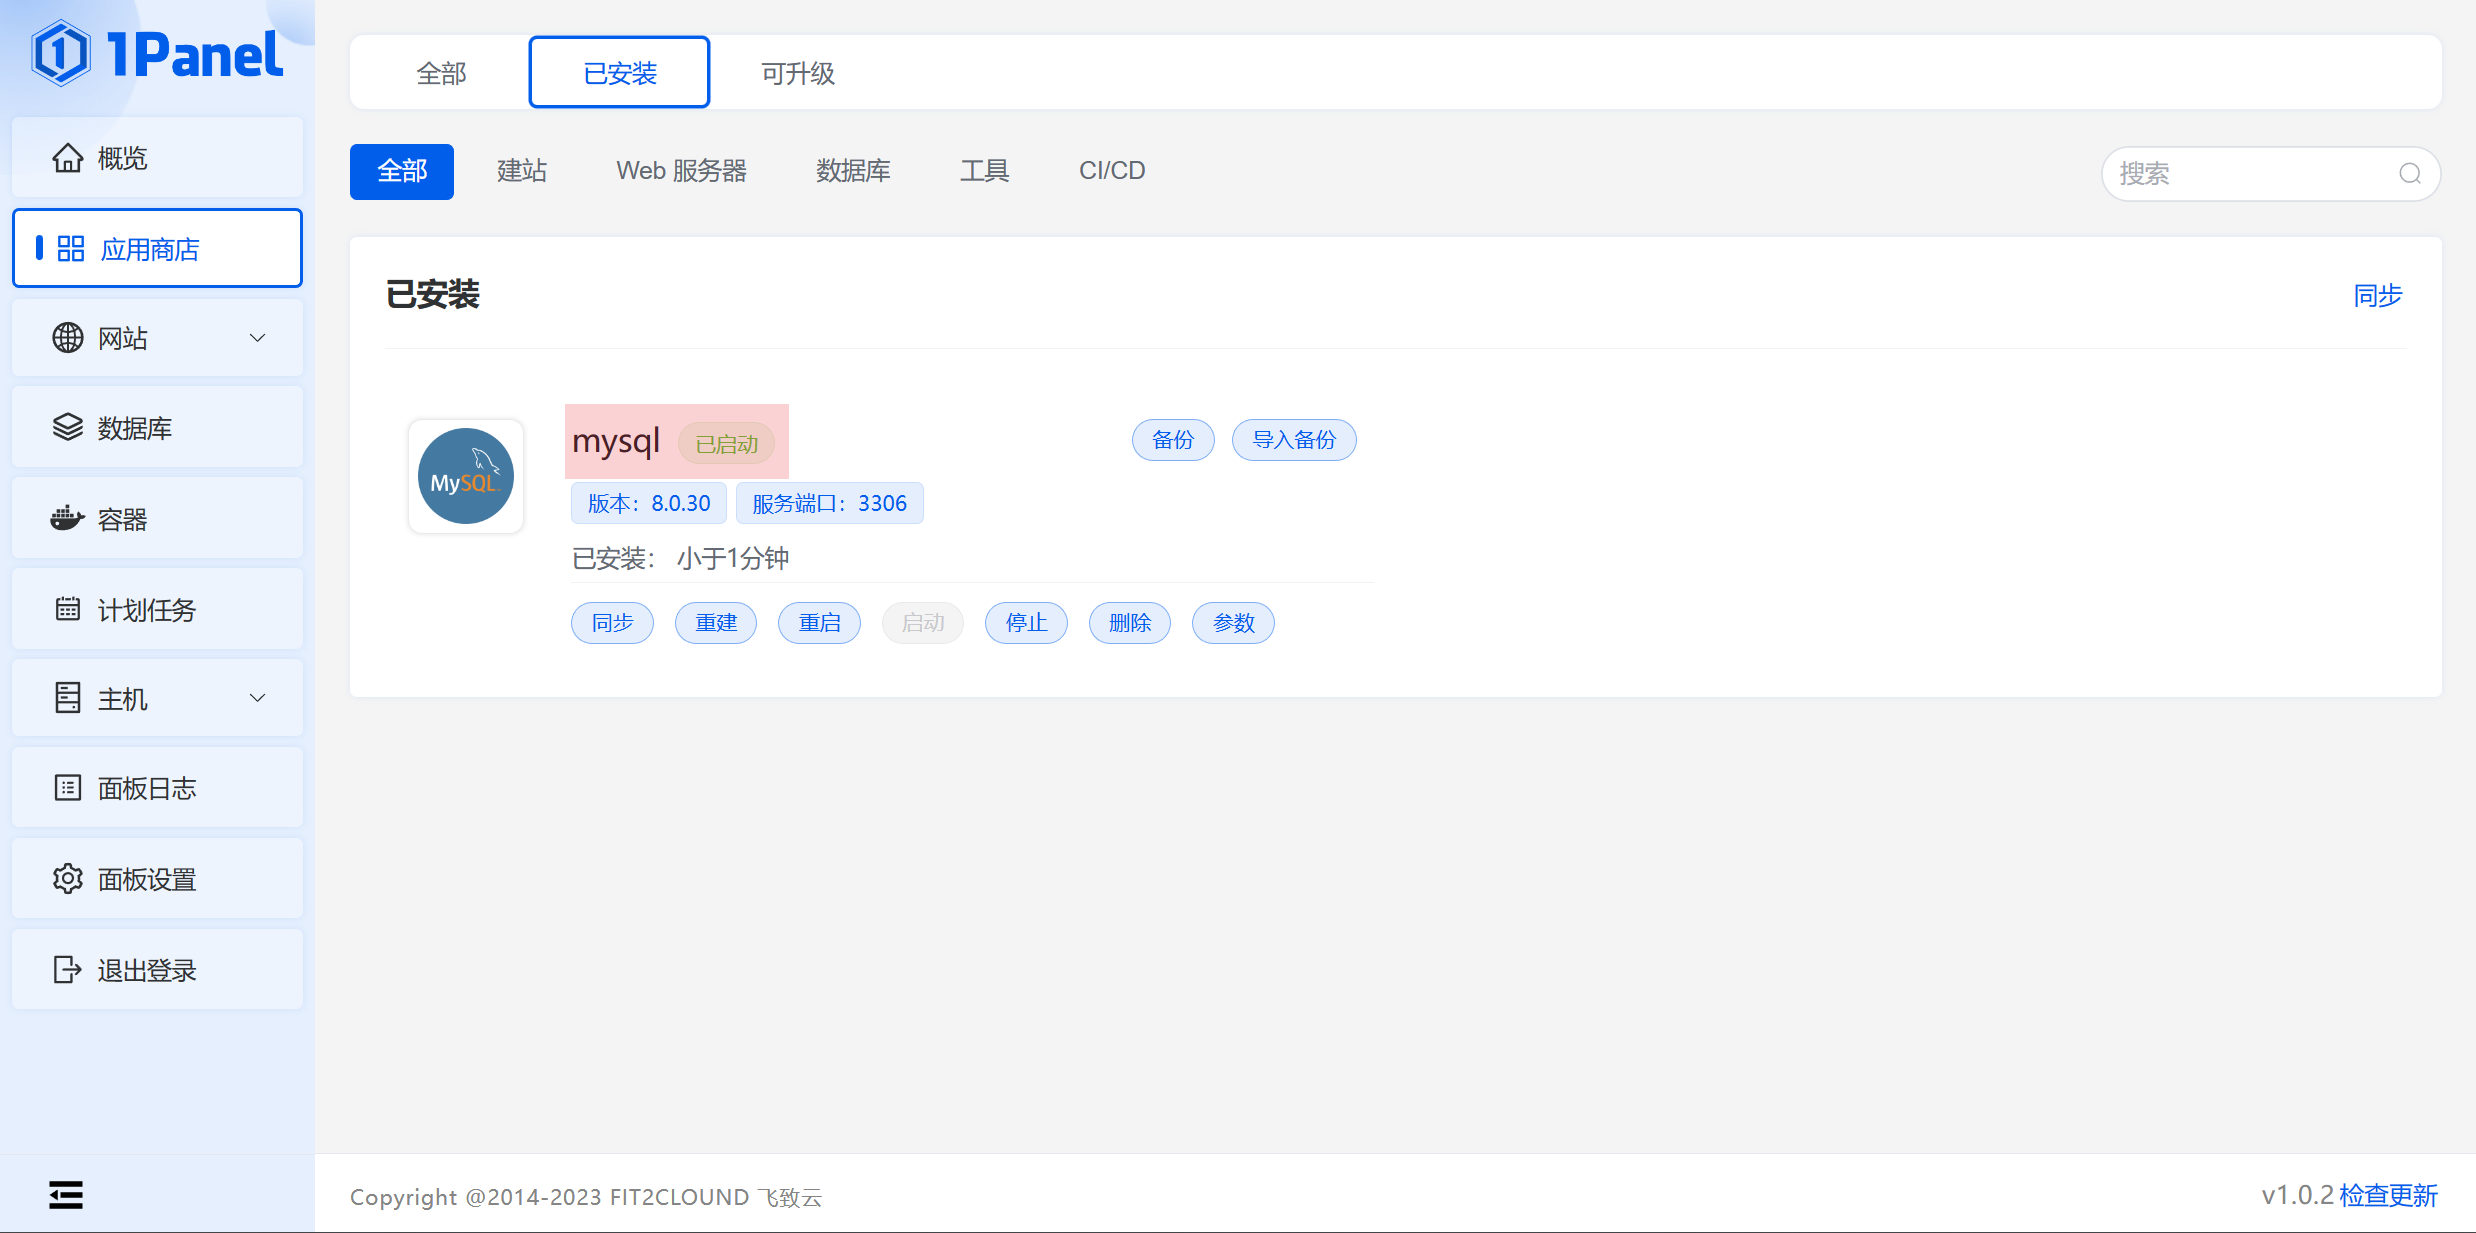 1Panel
全部 已安装 可升级
概览
全部 建站 Web 服务器 数据库 工具 CI/CD 搜索
应用商店
已安装 同步
网站
数据库
mysql 已启动 备份 导入备份
MySQL
版本：8.0.30 服务端口：3306
容器
已安装： 小于1分钟
计划任务
同步 重建 重启 启动 停止 删除 参数
主机
面板日志
面板设置
退出登录
Copyright @2014-2023 FIT2CLOUND 飞致云
v1.0.2 检查更新